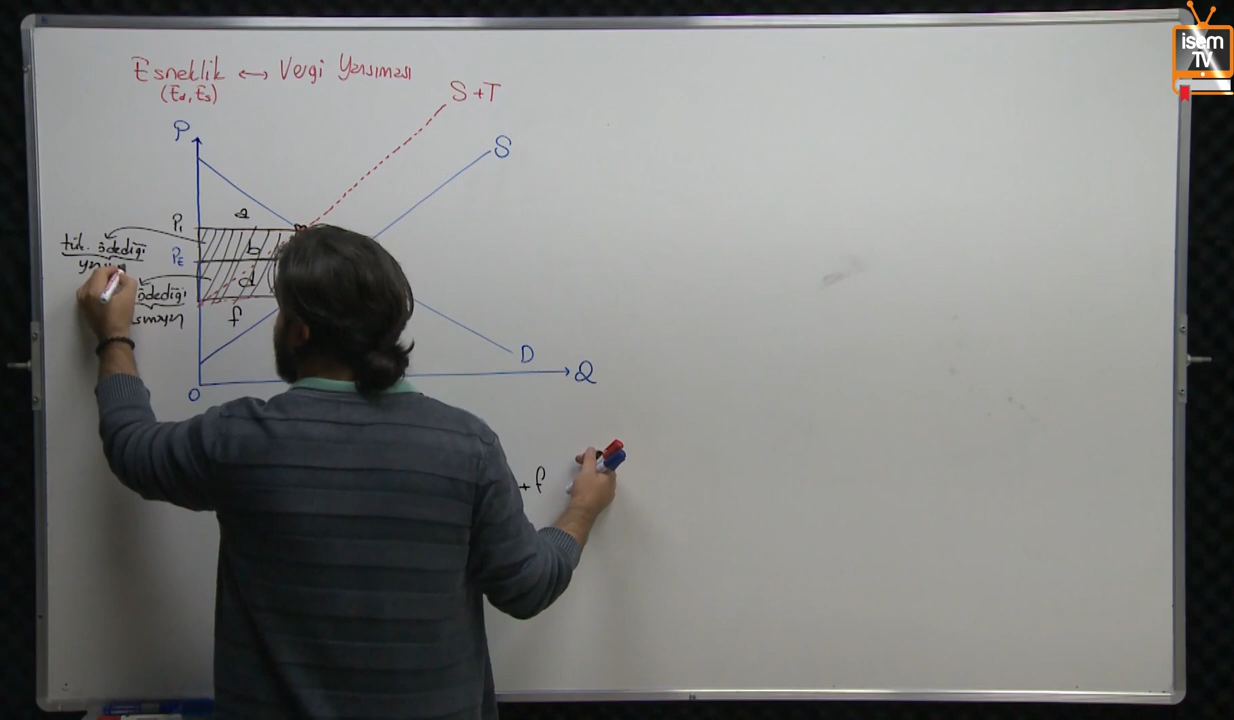 Esneklik ↔ Vergi Yansıması
(Ed, Es)
S+T
P
S
a
P₁
tük. ödediği
b
PE
d
ödediği
f
D
Q
0
+f
isem
TV